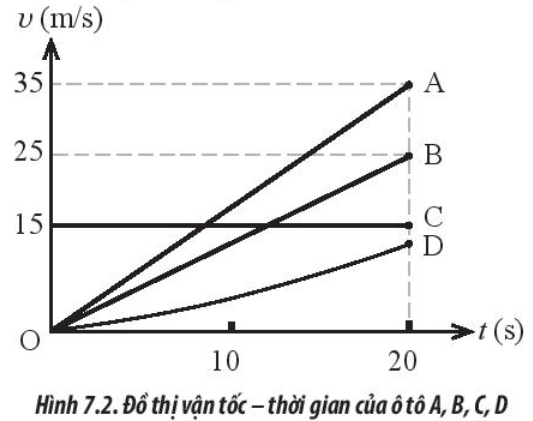 υ (m/s)
35
A
25
B
15
C
D
O
10
20
t (s)
Hình 7.2. Đồ thị vận tốc – thời gian của ô tô A, B, C, D